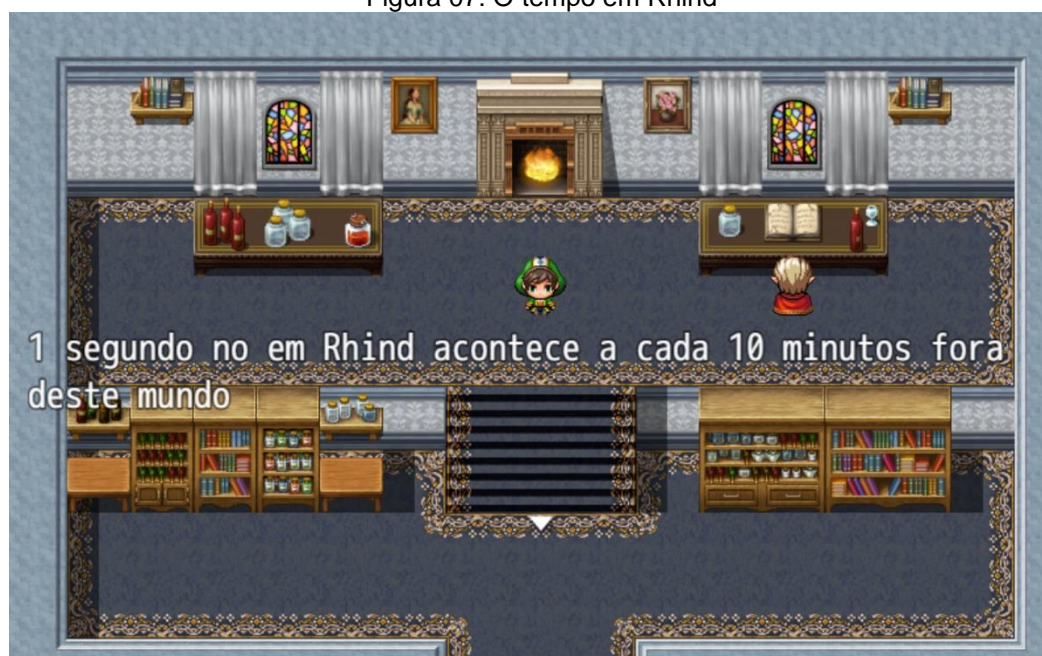 Figura 07: O tempo em Rhind
1 segundo no em Rhind acontece a cada 10 minutos fora
deste mundo